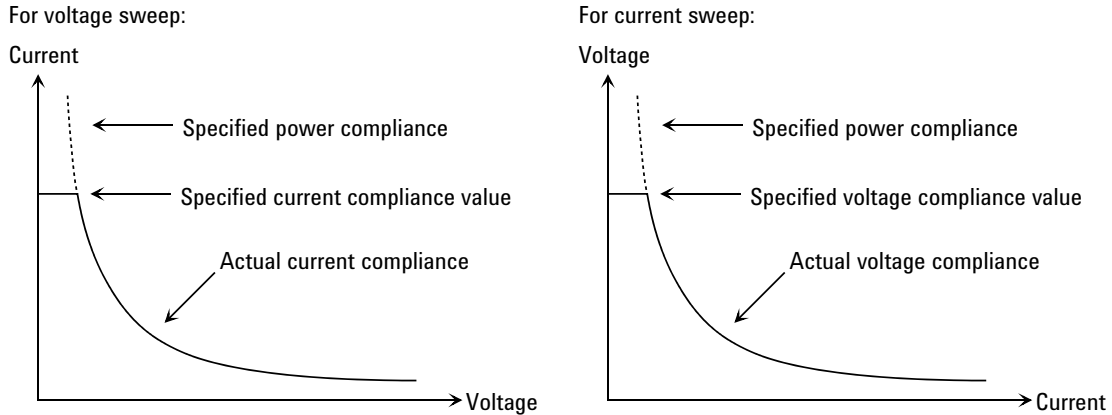 For voltage sweep:
Current
Specified power compliance
Specified current compliance value
Actual current compliance
Voltage
For current sweep:
Voltage
Specified power compliance
Specified voltage compliance value
Actual voltage compliance
Current